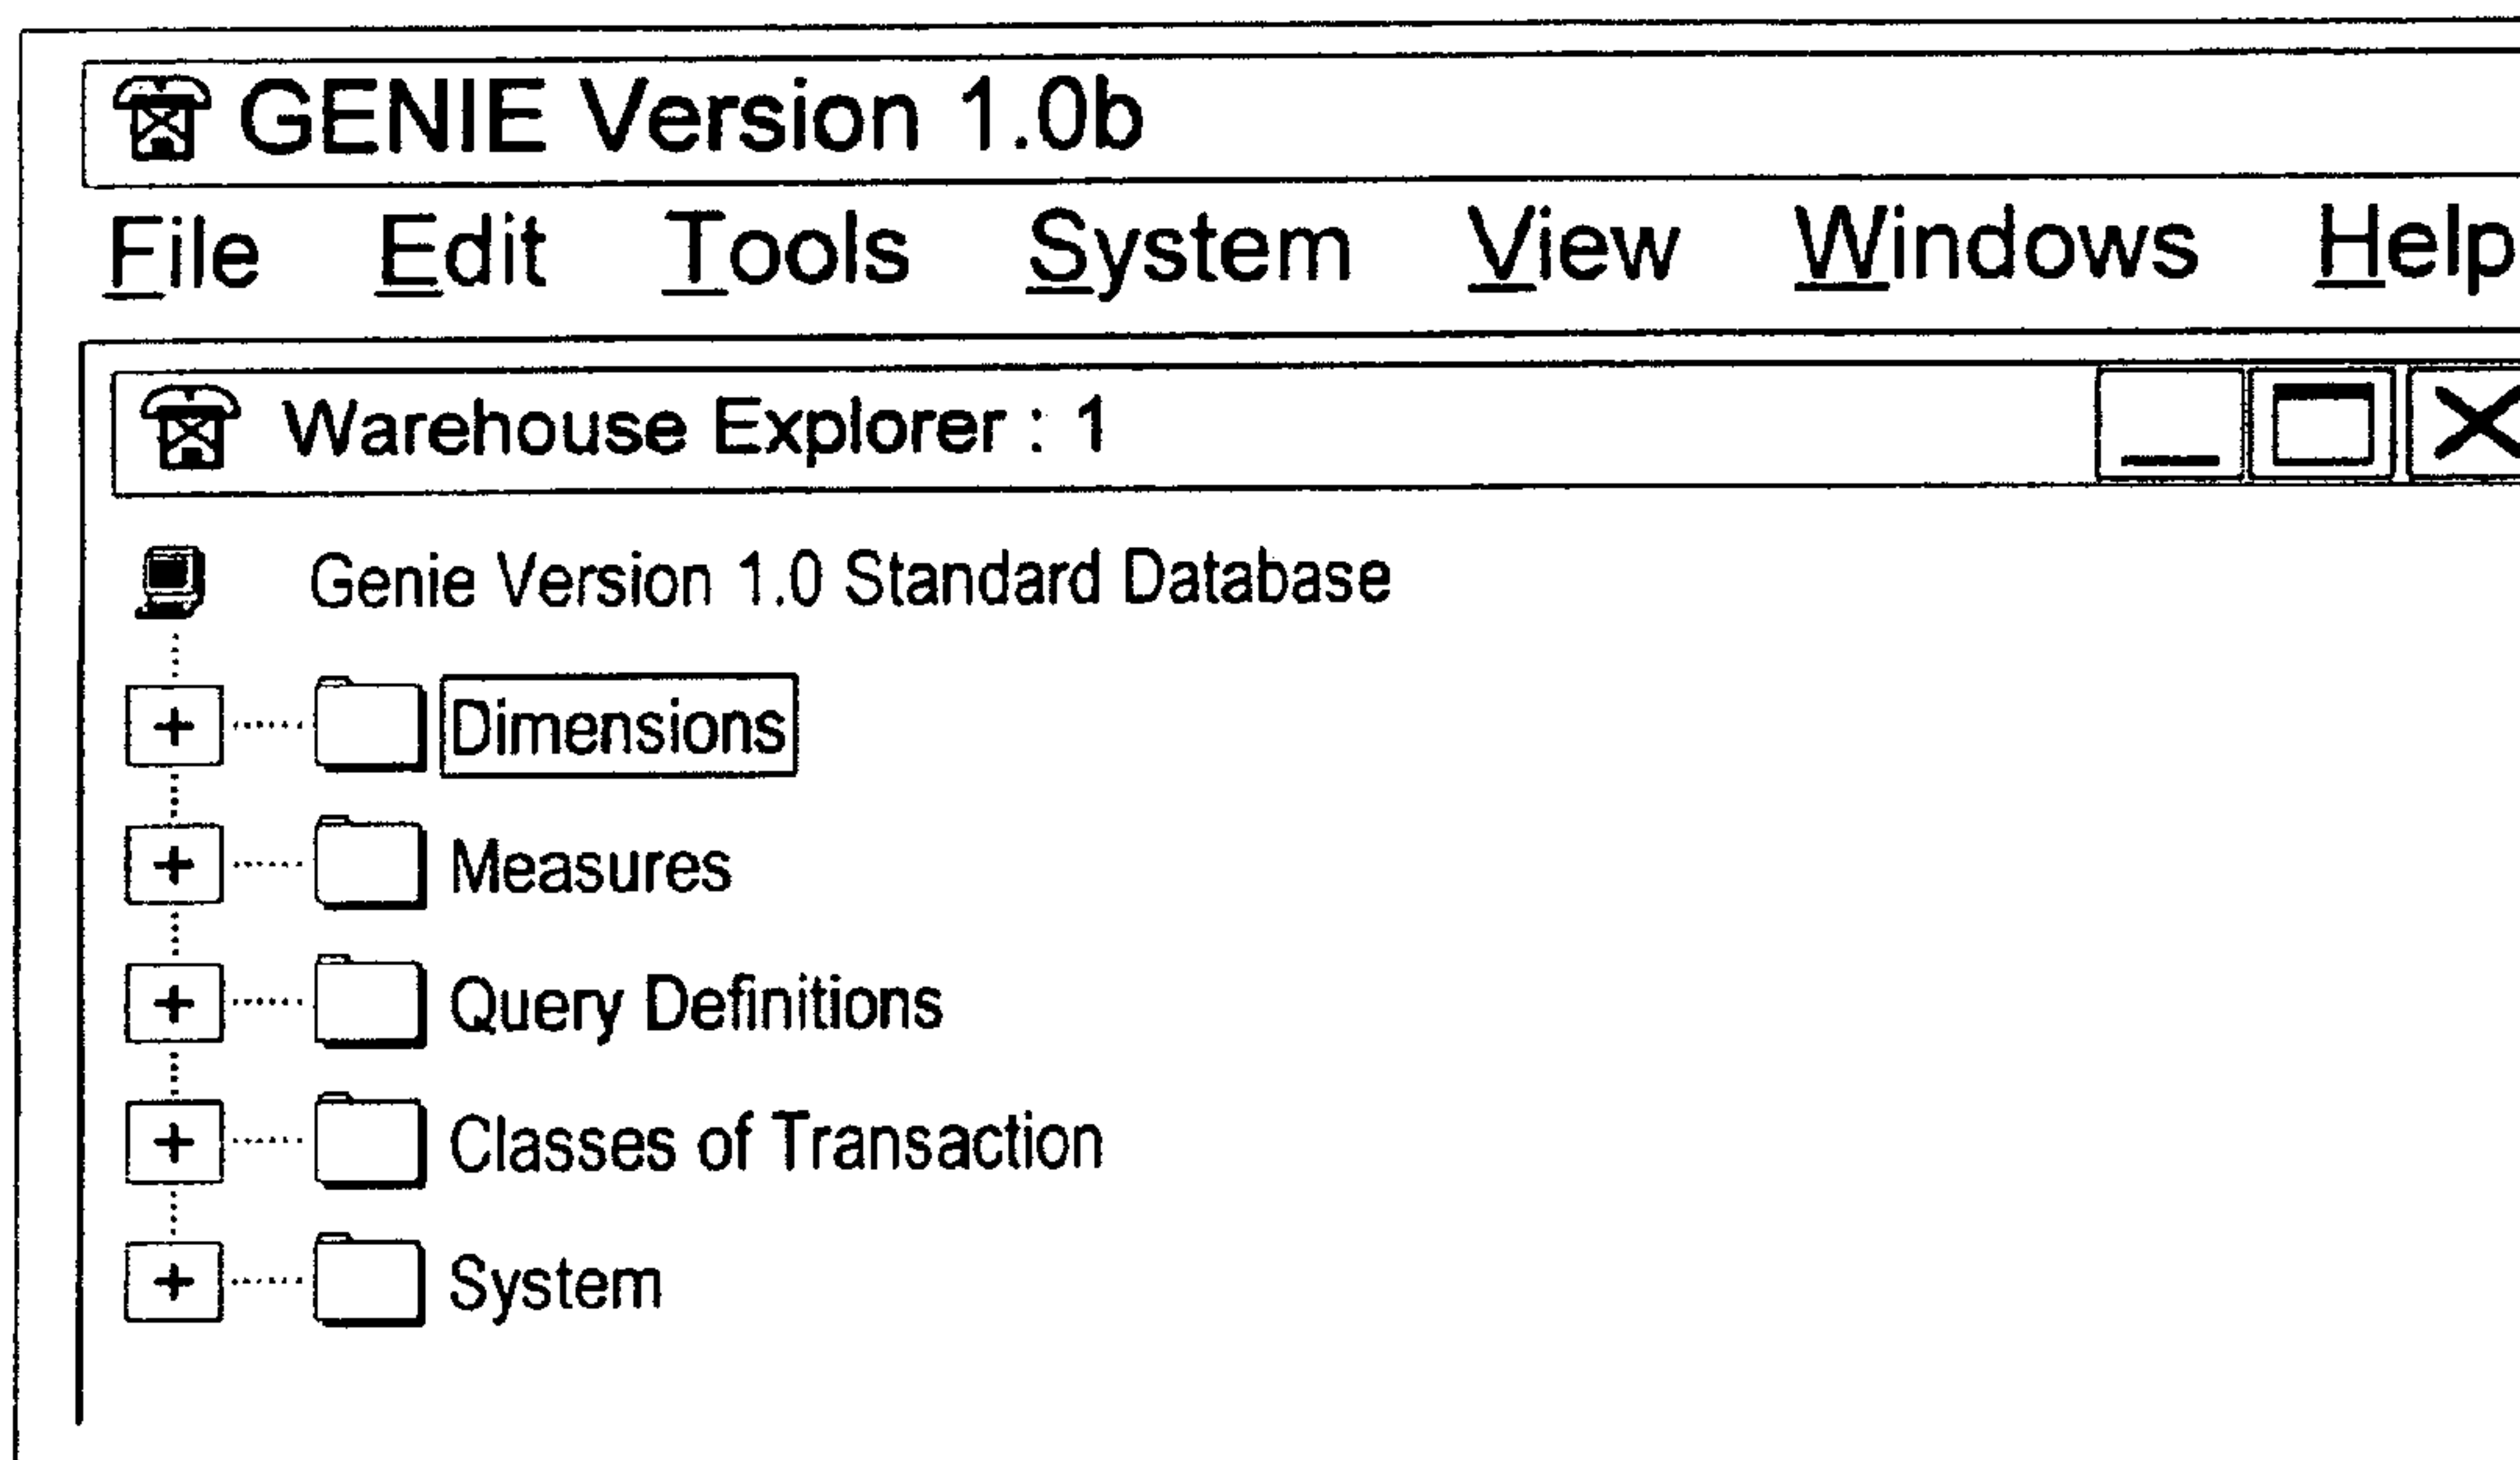 GENIE Version 1.0b
File Edit Tools System View Windows Help
Warehouse Explorer : 1
Genie Version 1.0 Standard Database
Dimensions
Measures
Query Definitions
Classes of Transaction
System